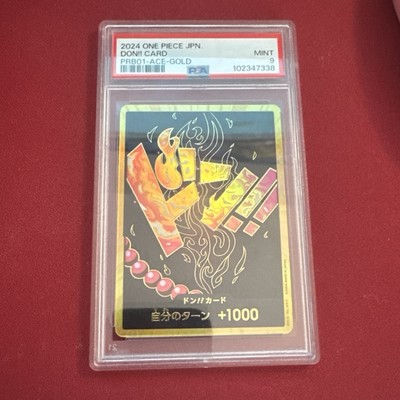 2024 ONE PIECE JPN
DON!! CARD MINT
PRB01-ACE-GOLD 9
PSA 102347338
ドン!!
ドン!!カード
自分のターン +1000